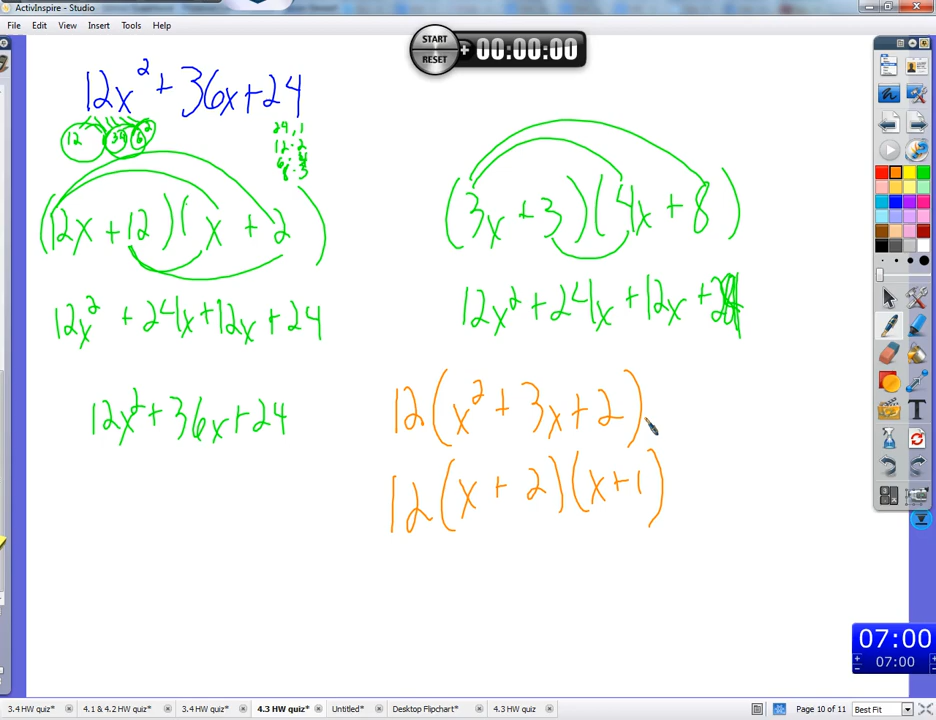 ActivInspire - Studio
File Edit View Insert Tools Help
START
RESET
00:00:00
12x² + 36x + 24
12
6²
24, 1
12 · 2
8 · 3
(12x + 12)(x + 2)
12x² + 24x + 12x + 24
12x² + 36x + 24
(3x + 3)(4x + 8)
12x² + 24x + 12x + 24
12(x² + 3x + 2)
12(x + 2)(x + 1)
07:00
07:00
3.4 HW quiz* 4.1 & 4.2 HW quiz* 3.4 HW quiz* 4.3 HW quiz* Untitled* Desktop Flipchart* 4.3 HW quiz
Page 10 of 11
Best Fit